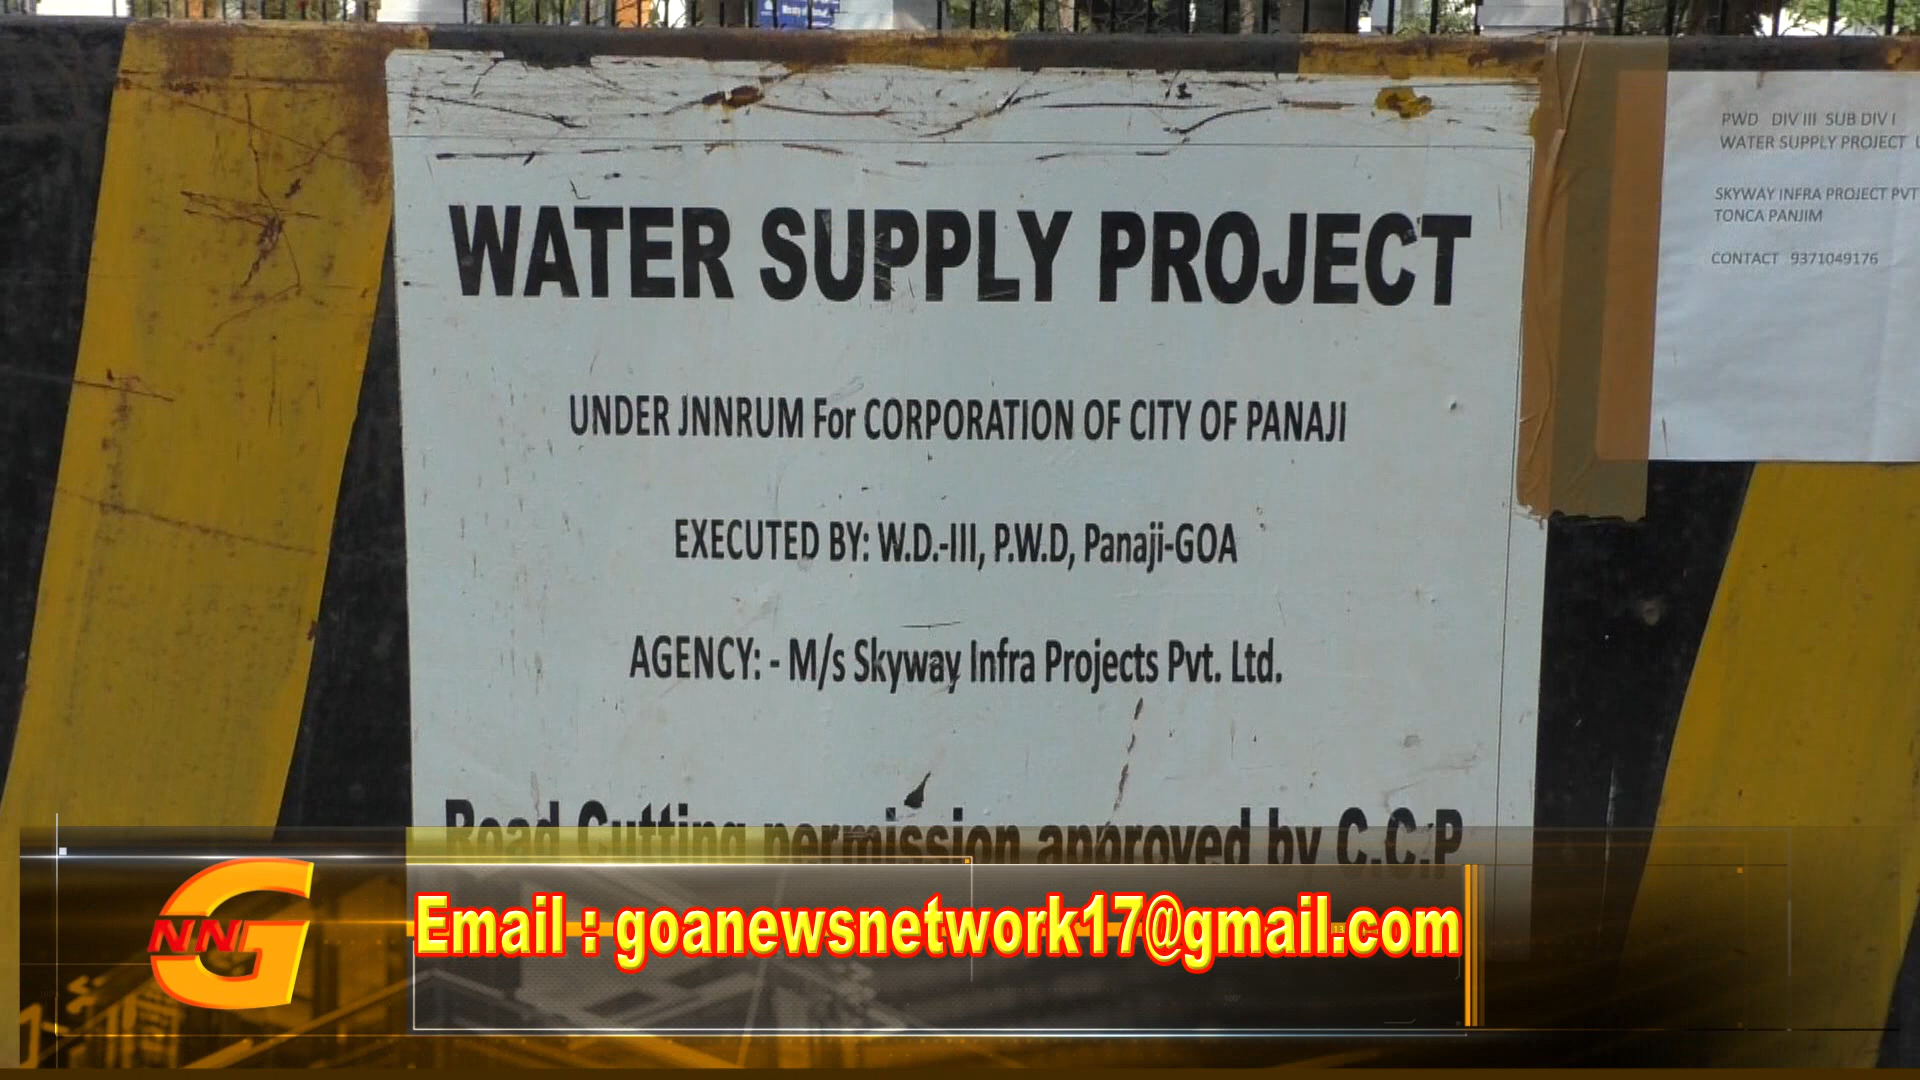 WATER SUPPLY PROJECT
UNDER JNNRUM For CORPORATION OF CITY OF PANAJI
EXECUTED BY: W.D.-III, P.W.D, Panaji-GOA
AGENCY: - M/s Skyway Infra Projects Pvt. Ltd.
Road Cutting permission approved by C.C.P
PWD DIV III SUB DIV I
WATER SUPPLY PROJECT
SKYWAY INFRA PROJECT PVT
TONCA PANJIM
CONTACT 9371049176
NNG
Email : goanewsnetwork17@gmail.com